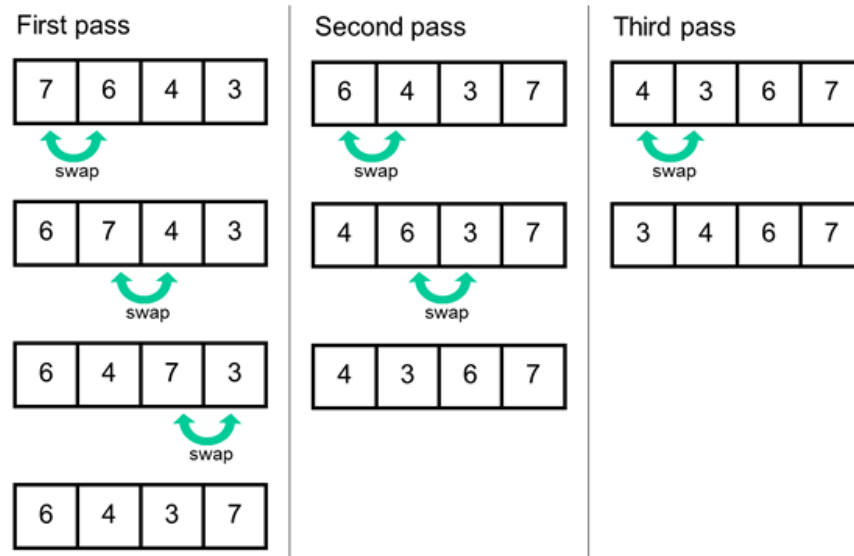 First pass
7 6 4 3
swap
6 7 4 3
swap
6 4 7 3
swap
6 4 3 7
Second pass
6 4 3 7
swap
4 6 3 7
swap
4 3 6 7
Third pass
4 3 6 7
swap
3 4 6 7